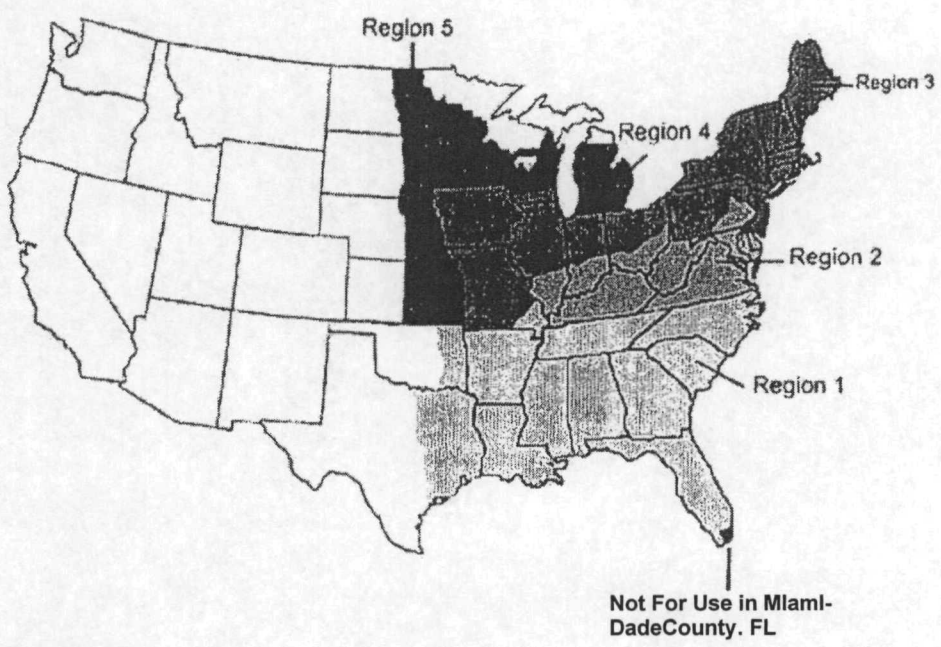 Region 5
Region 3
Region 4
Region 2
Region 1
Not For Use in MIamI-
DadeCounty. FL